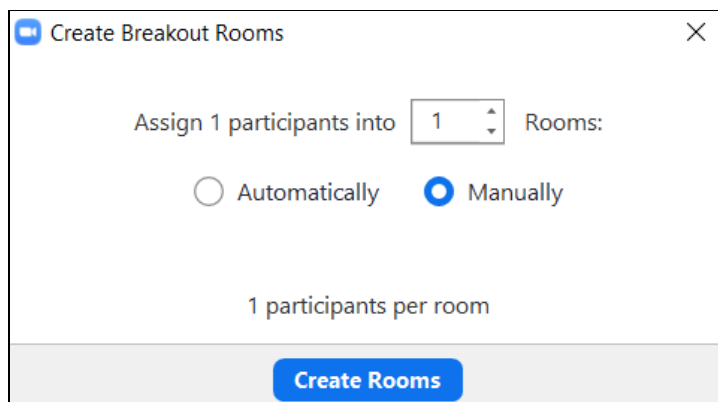 Create Breakout Rooms
Assign 1 participants into 1 Rooms:
Automatically Manually
1 participants per room
Create Rooms